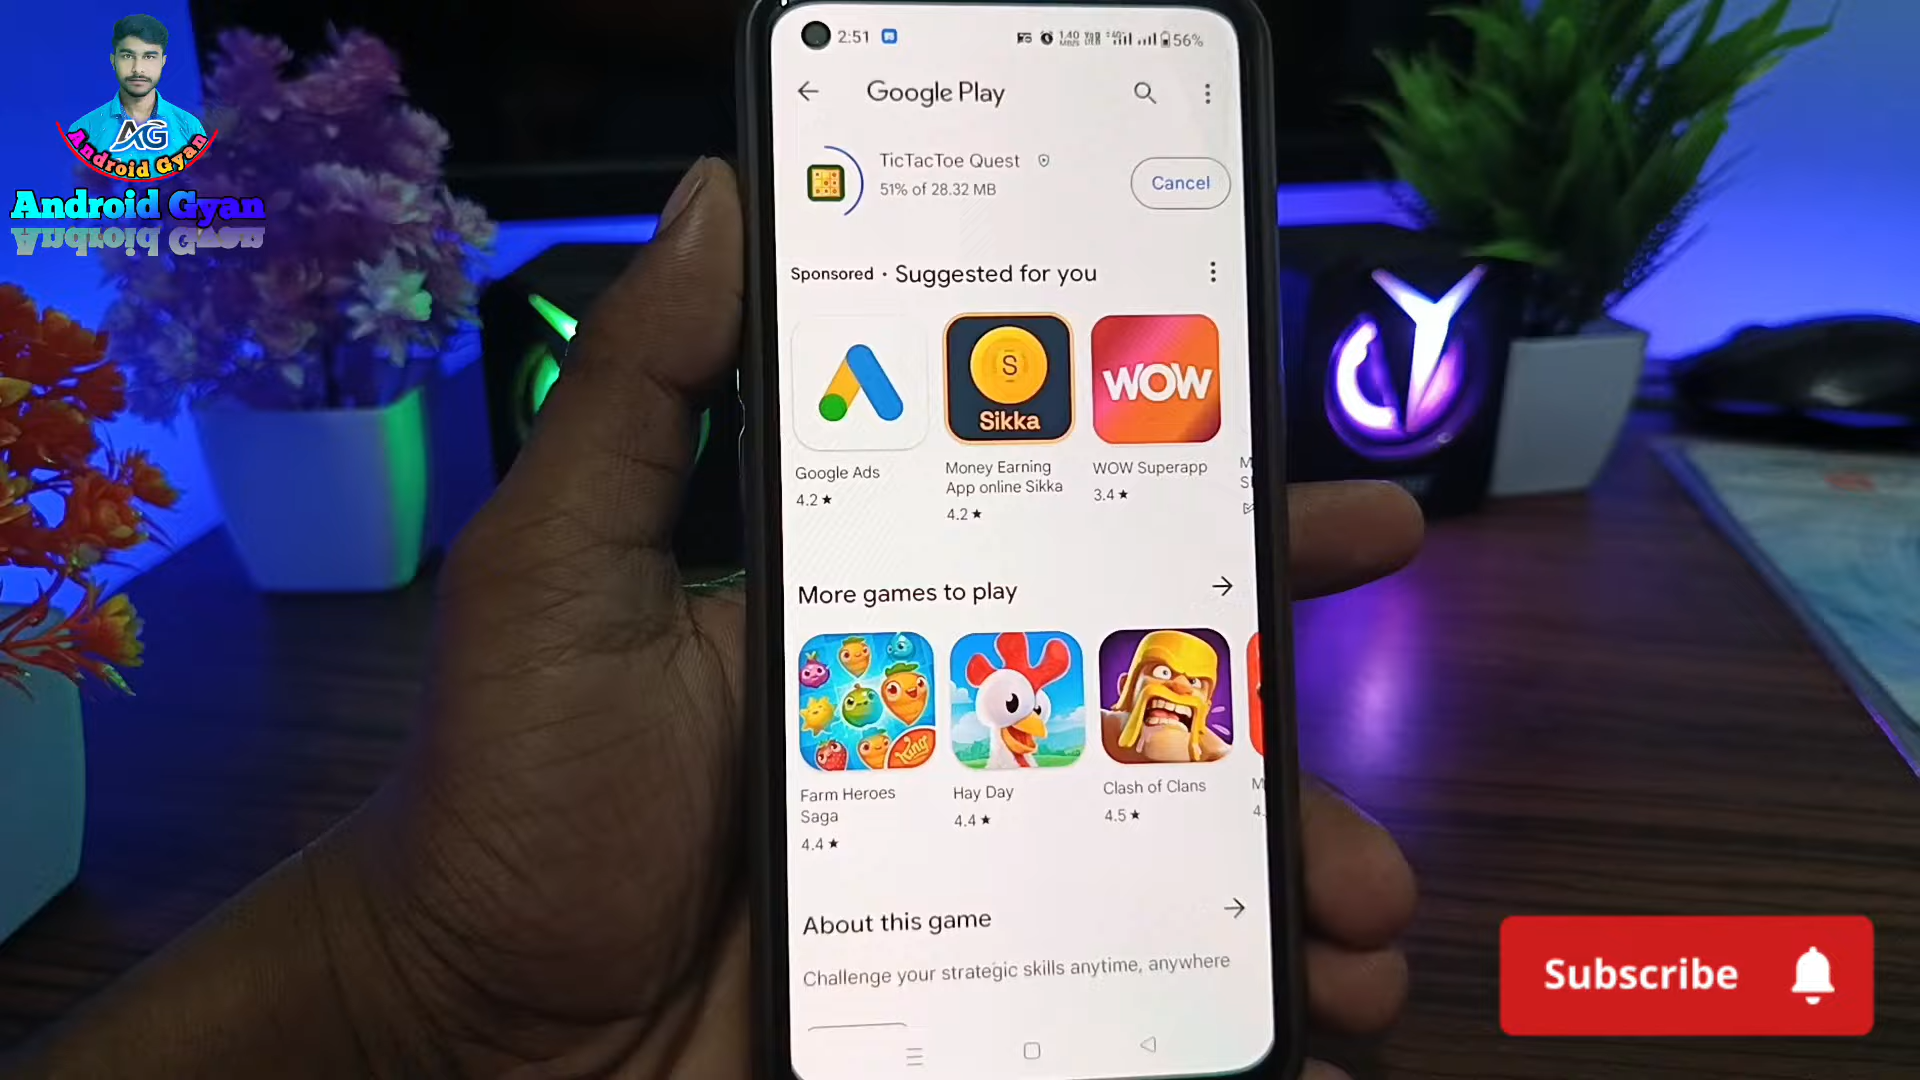 AG
Android Gyan
Android Gyan
2:51
56%
Google Play
TicTacToe Quest
51% of 28.32 MB
Cancel
Sponsored • Suggested for you
S
Sikka
WOW
Google Ads
4.2 ★
Money Earning
App online Sikka
4.2 ★
WOW Superapp
3.4 ★
More games to play
King
Farm Heroes
Saga
4.4 ★
Hay Day
4.4 ★
Clash of Clans
4.5 ★
About this game
Challenge your strategic skills anytime, anywhere
Subscribe